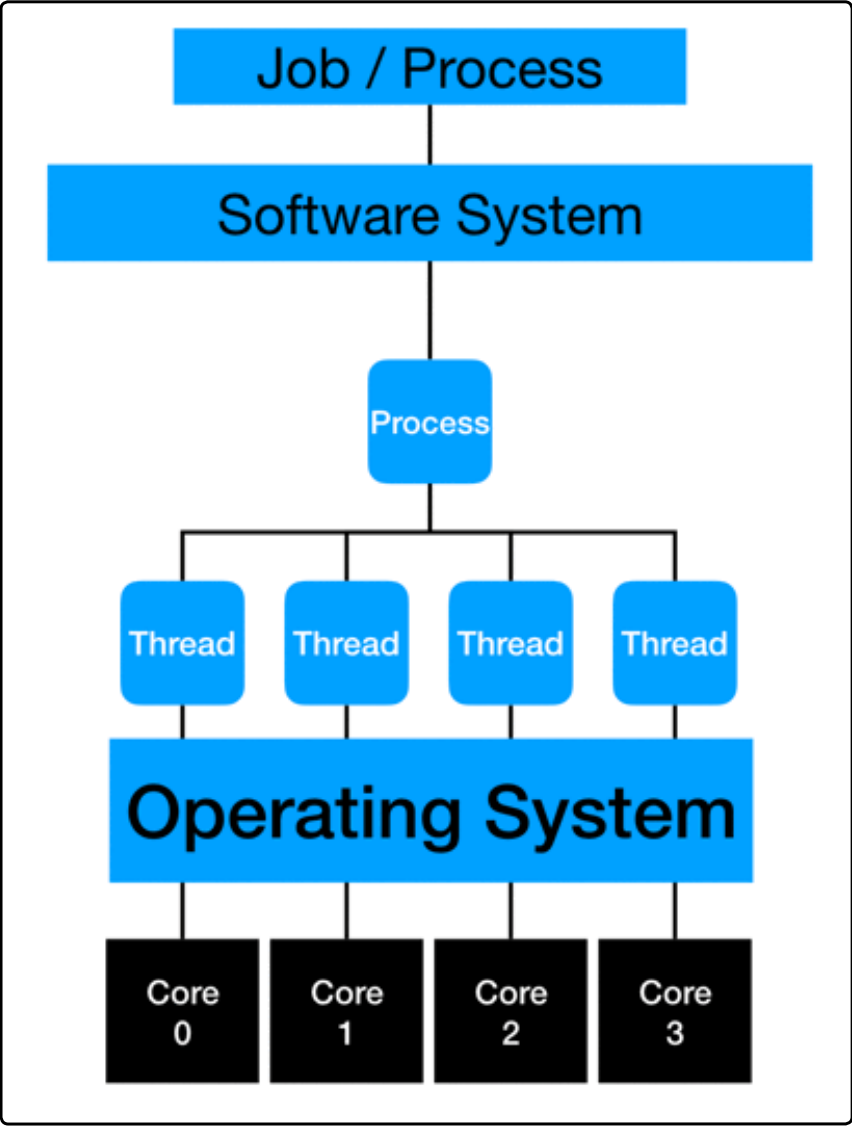 Job / Process
Software System
Process
Thread Thread Thread Thread
Operating System
Core Core Core Core
0 1 2 3